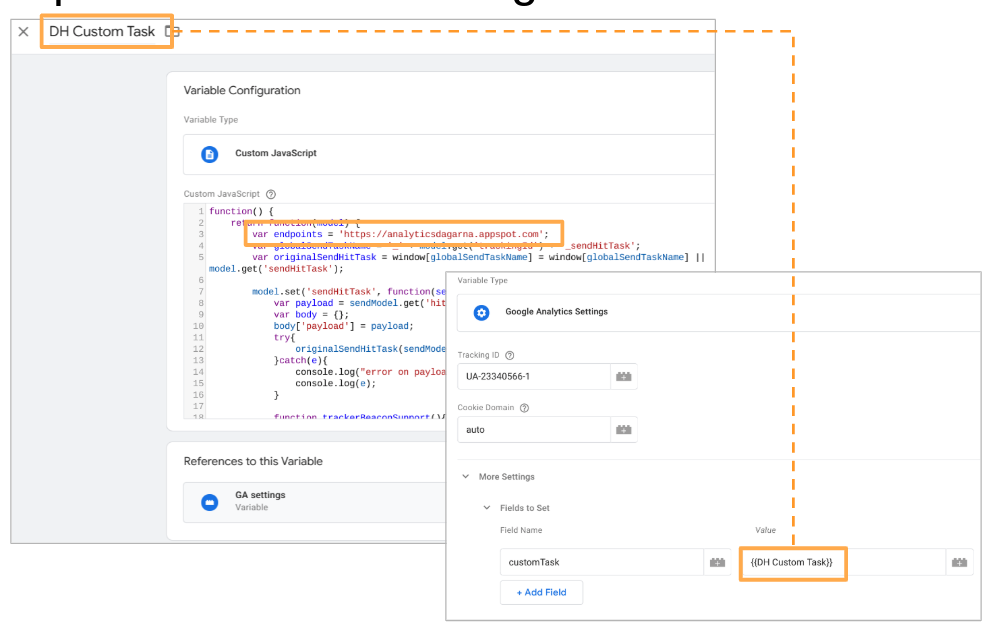 DH Custom Task
Variable Configuration
Variable Type
Custom JavaScript
Custom JavaScript
1 function() {
2 return function(model) {
3 var endpoints = 'https://analyticsdagarna.appspot.com';
4 var globalSendTaskName = '_' + model.get('trackingId') + '_sendHitTask';
5 var originalSendHitTask = window[globalSendTaskName] = window[globalSendTaskName] ||
model.get('sendHitTask');
6
7 model.set('sendHitTask', function(se
8 var payload = sendModel.get('hit
9 var body = {};
10 body['payload'] = payload;
11 try{
12 originalSendHitTask(sendMode
13 }catch(e){
14 console.log("error on payloa
15 console.log(e);
16 }
17
18 function trackerBeaconSupport(){
References to this Variable
GA settings
Variable
Variable Type
Google Analytics Settings
Tracking ID
UA-23340566-1
Cookie Domain
auto
More Settings
Fields to Set
Field Name Value
customTask {{DH Custom Task}}
+ Add Field